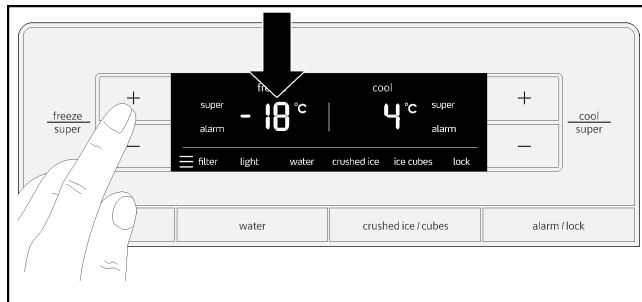 fre
cool
freeze
super
+
−
super
alarm
- 18 °C
4 °C
super
alarm
+
−
cool
super
filter
light
water
crushed ice
ice cubes
lock
water
crushed ice / cubes
alarm / lock